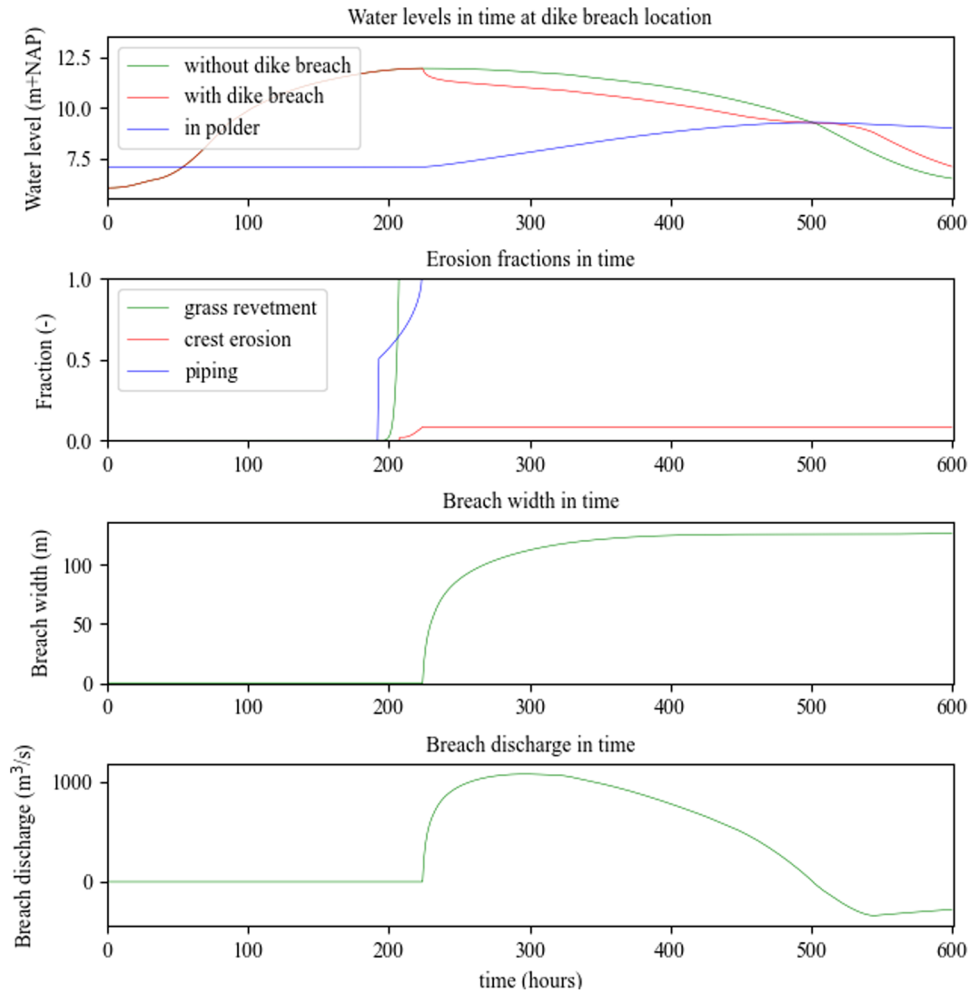 Water levels in time at dike breach location
Water level (m+NAP)
12.5
10.0
7.5
without dike breach
with dike breach
in polder
0 100 200 300 400 500 600
Erosion fractions in time
Fraction (-)
1.0
0.5
0.0
grass revetment
crest erosion
piping
0 100 200 300 400 500 600
Breach width in time
Breach width (m)
100
50
0
0 100 200 300 400 500 600
Breach discharge in time
Breach discharge (m³/s)
1000
0
0 100 200 300 400 500 600
time (hours)